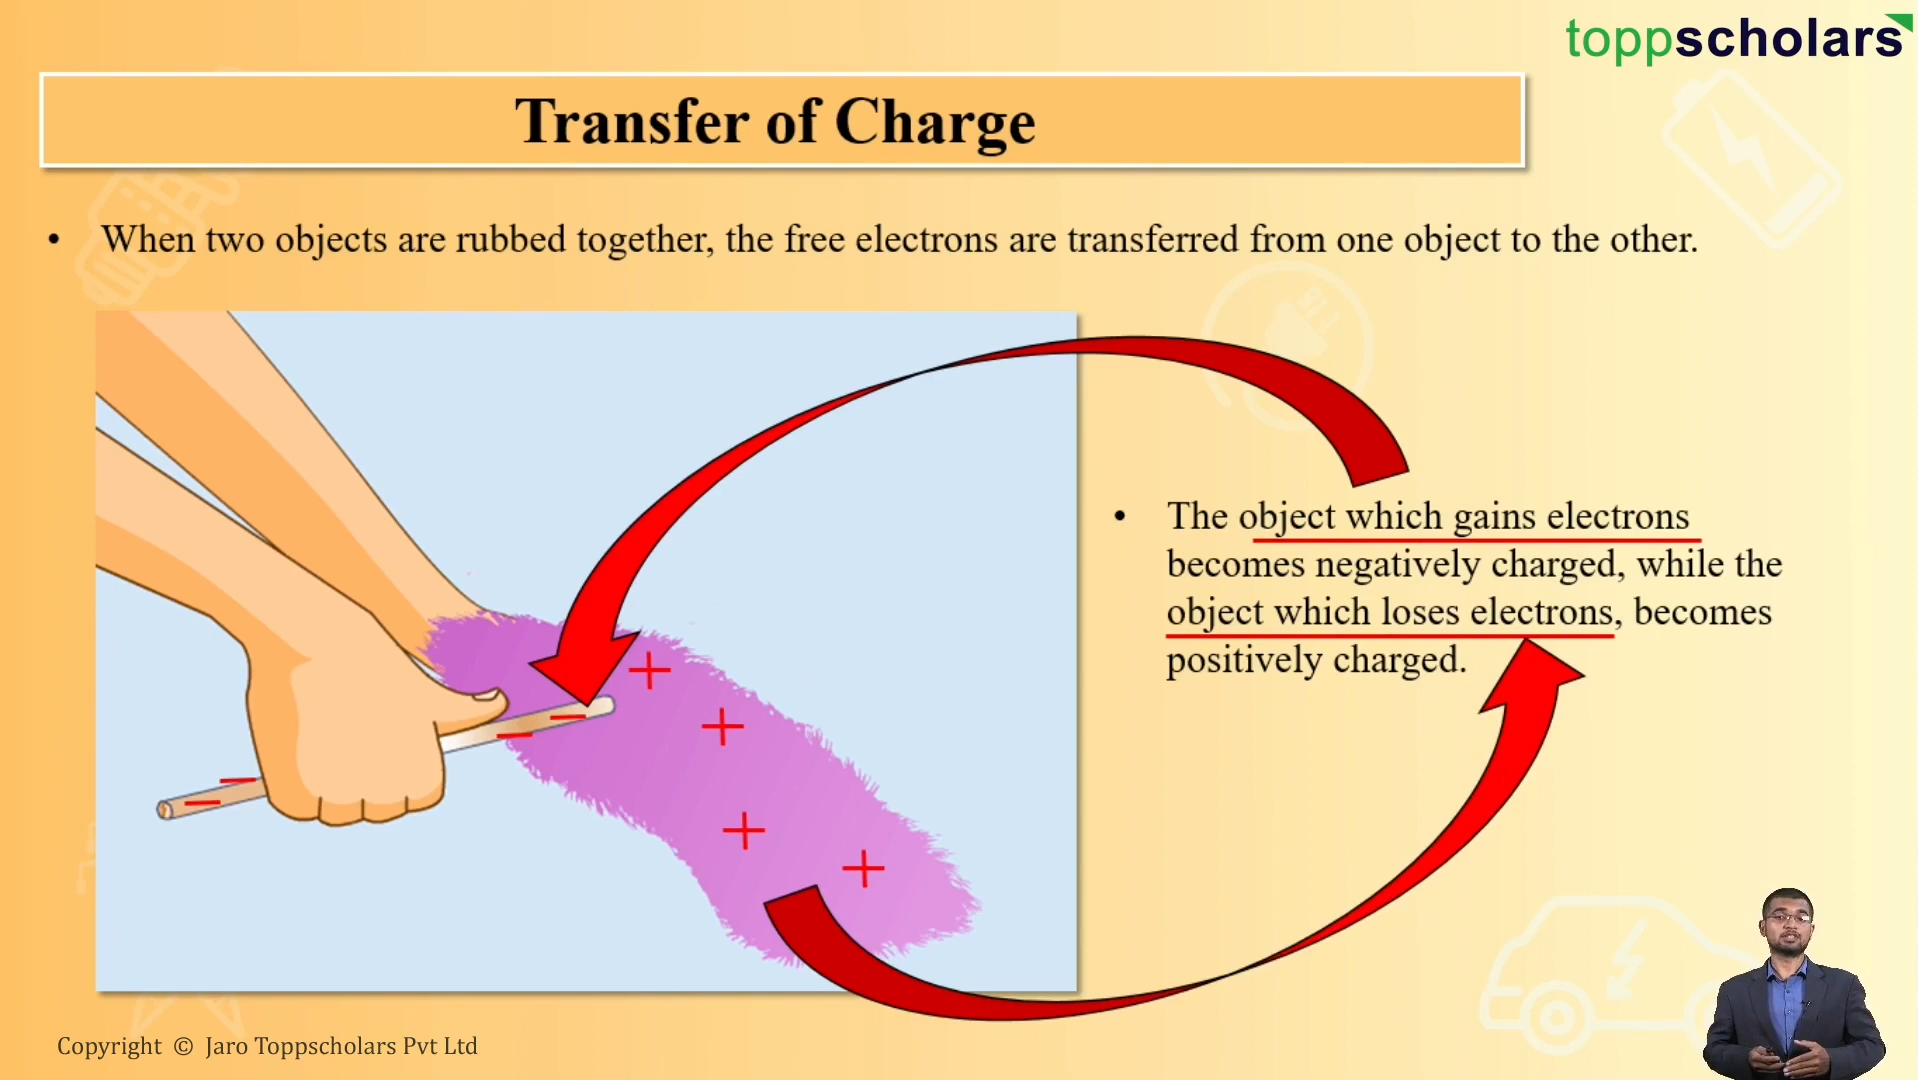 toppscholars
Transfer of Charge
• When two objects are rubbed together, the free electrons are transferred from one object to the other.
• The object which gains electrons
becomes negatively charged, while the
object which loses electrons, becomes
positively charged.
Copyright © Jaro Toppscholars Pvt Ltd